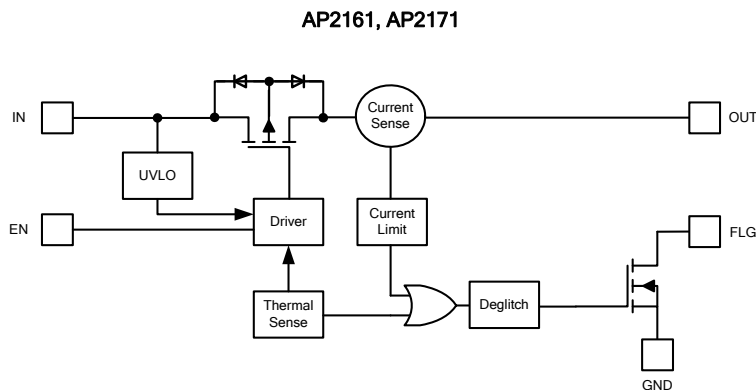 AP2161, AP2171
IN
Current
Sense
OUT
UVLO
EN
Driver
Current
Limit
FLG
Thermal
Sense
Deglitch
GND